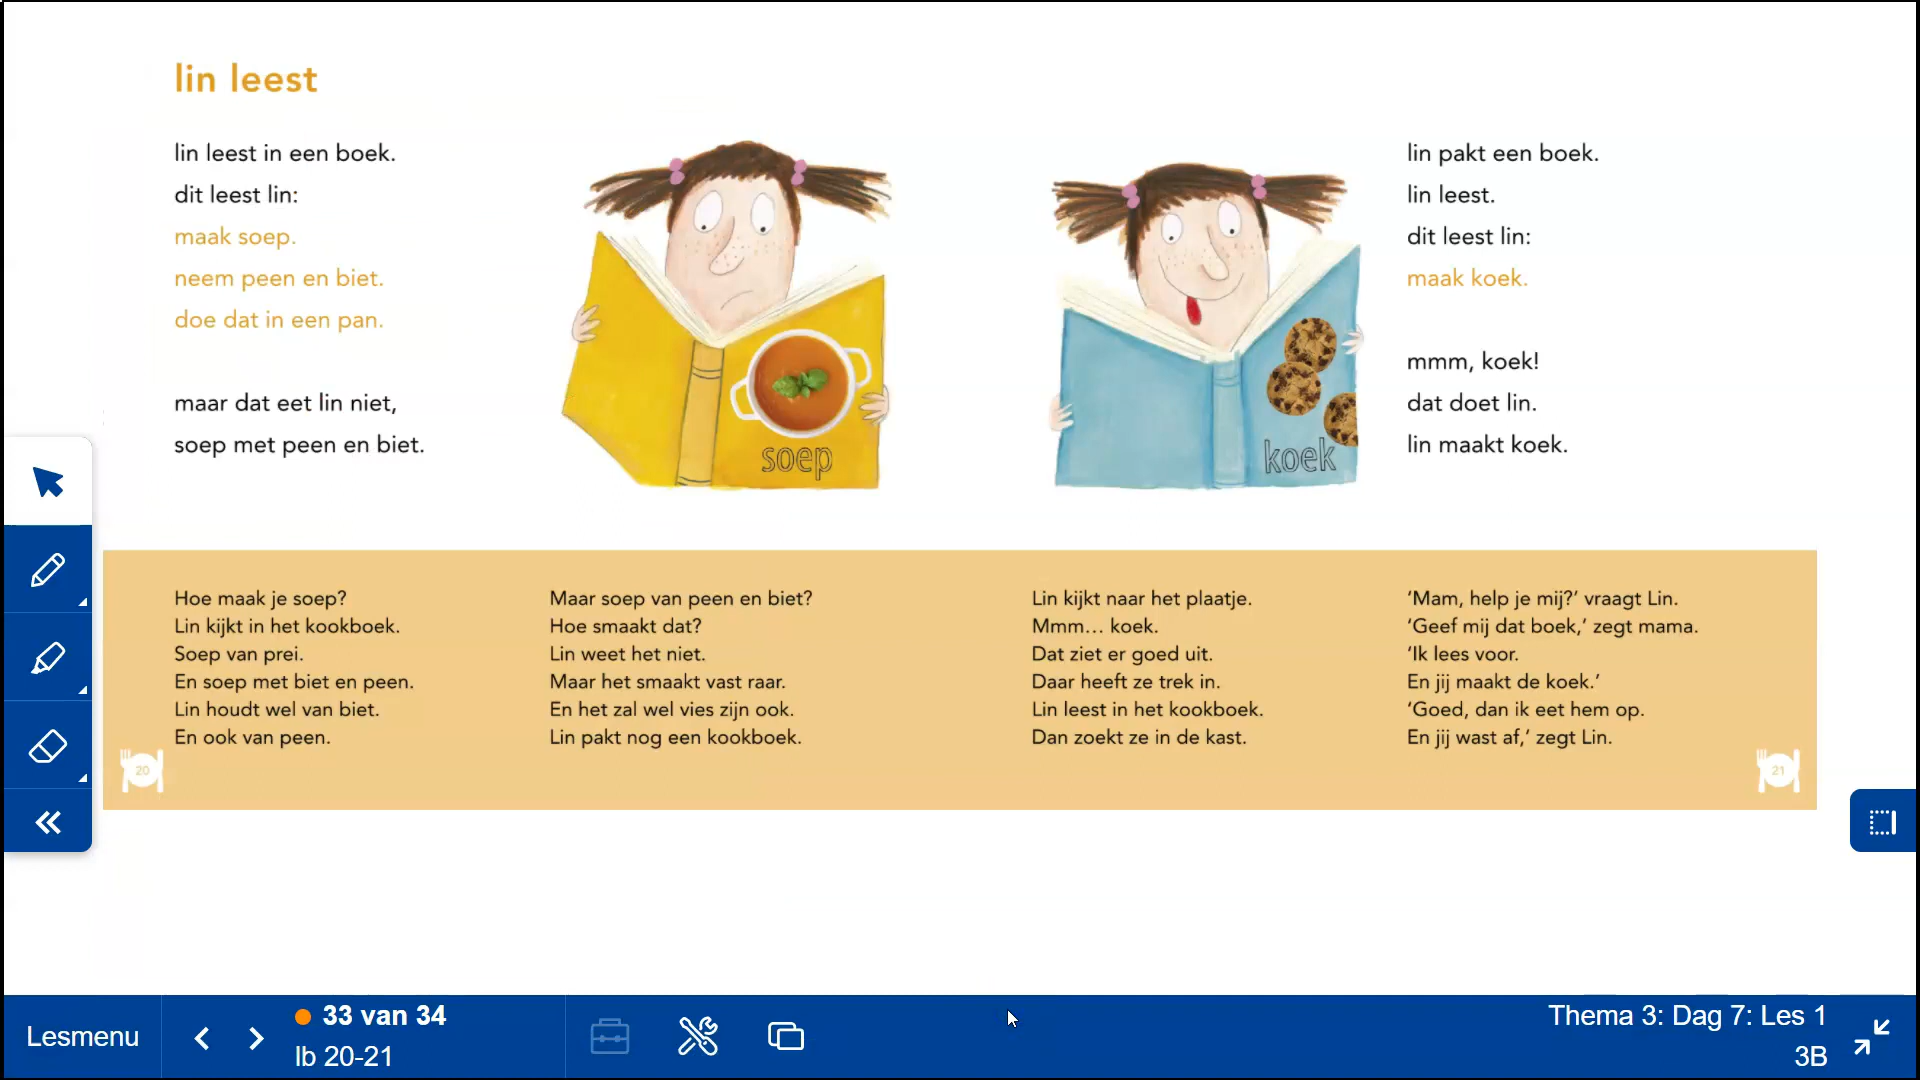 lin leest
lin leest in een boek.
dit leest lin:
maak soep.
neem peen en biet.
doe dat in een pan.
maar dat eet lin niet,
soep met peen en biet.
soep
koek
lin pakt een boek.
lin leest.
dit leest lin:
maak koek.
mmm, koek!
dat doet lin.
lin maakt koek.
Hoe maak je soep?
Lin kijkt in het kookboek.
Soep van prei.
En soep met biet en peen.
Lin houdt wel van biet.
En ook van peen.
20
Maar soep van peen en biet?
Hoe smaakt dat?
Lin weet het niet.
Maar het smaakt vast raar.
En het zal wel vies zijn ook.
Lin pakt nog een kookboek.
Lin kijkt naar het plaatje.
Mmm… koek.
Dat ziet er goed uit.
Daar heeft ze trek in.
Lin leest in het kookboek.
Dan zoekt ze in de kast.
‘Mam, help je mij?’ vraagt Lin.
‘Geef mij dat boek,’ zegt mama.
‘Ik lees voor.
En jij maakt de koek.’
‘Goed, dan ik eet hem op.
En jij wast af,’ zegt Lin.
21
Lesmenu
33 van 34
lb 20-21
Thema 3: Dag 7: Les 1
3B